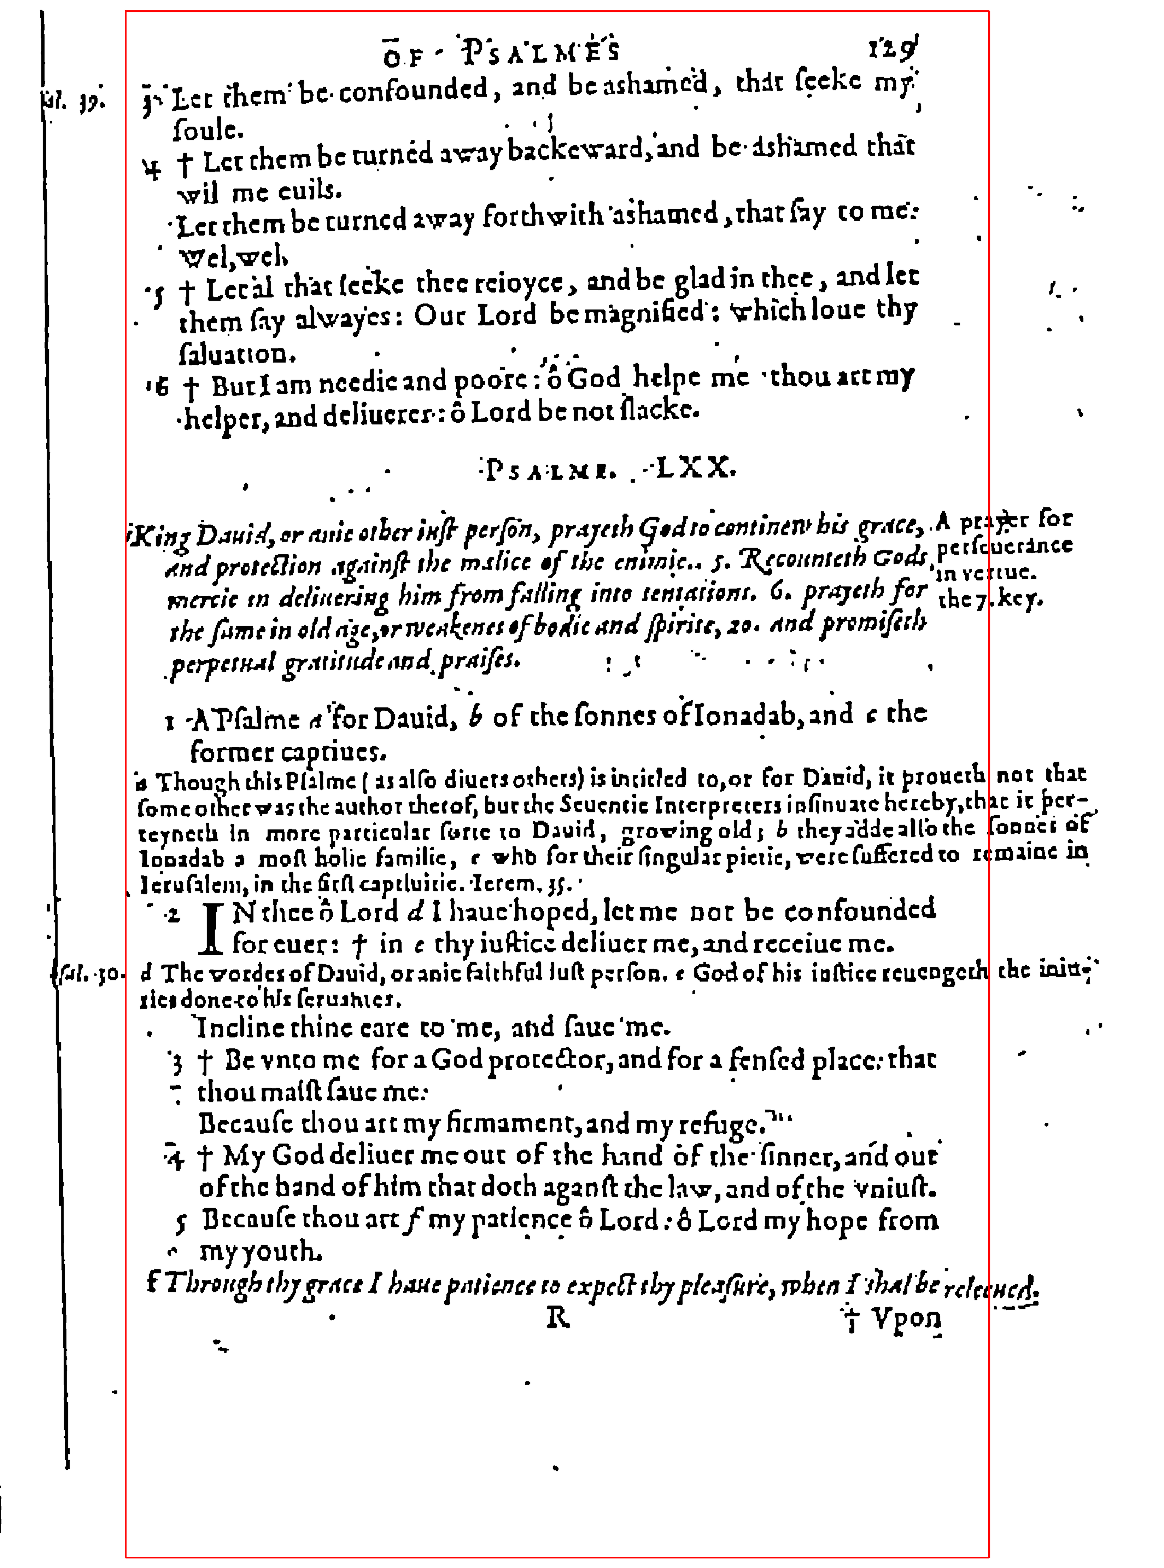 OF PSALMES 129
sal. 39. 3 Let them be confounded, and be ashamed, that seeke my
soule.
4 † Let them be turned away backeward, and be ashamed that
wil me euils.
Let them be turned away forthwith ashamed, that say to me:
Wel, wel.
5 † Let al that seeke thee reioyce, and be glad in thee, and let
them say alwayes: Our Lord be magnified: which loue thy
saluation.
6 † But I am needie and poore: ô God helpe me thou art my
helper, and deliuerer: ô Lord be not slacke.
PSALME. LXX.
King Dauid, or anie other iust person, prayeth God to continew his grace,
and protection against the malice of the enimie. 5. Recounteth Gods
mercie in deliuering him from falling into tentations. 6. prayeth for
the same in old age, or weakenes of bodie and spirite, 20. and promiseth
perpetual gratitude and praises.
A prayer for
perseuerance
in vertue.
the 7. key.
1 A Psalme a for Dauid, b of the sonnes of Ionadab, and c the
former captiues.
a Though this Psalme (as also diuers others) is intitled to, or for Dauid, it proueth not that
some other was the author therof, but the Seuentie Interpreters insinuate hereby, that it per-
teyneth in more particular sorte to Dauid, growing old; b they adde also the sonnes of
Ionadab a most holie familie, c who for their singular pietie, were suffered to remaine in
Ierusalem, in the first captiuitie. Ierem. 35.
2 IN thee ô Lord d I haue hoped, let me not be confounded
for euer: † in e thy iustice deliuer me, and receiue me.
sal. 30. d The wordes of Dauid, or anie faithful iust person. e God of his iustice reuengeth the iniu-
ries done to his seruantes.
Incline thine eare to me, and saue me.
3 † Be vnto me for a God protector, and for a fensed place: that
thou maist saue me.
Because thou art my firmament, and my refuge.
4 † My God deliuer me out of the hand of the sinner, and out
of the hand of him that doth aganst the law, and of the vniust.
5 Because thou art f my patience ô Lord: ô Lord my hope from
my youth.
f Through thy grace I haue patience to expect thy pleasure, when I shal be releeued.
R † Vpon